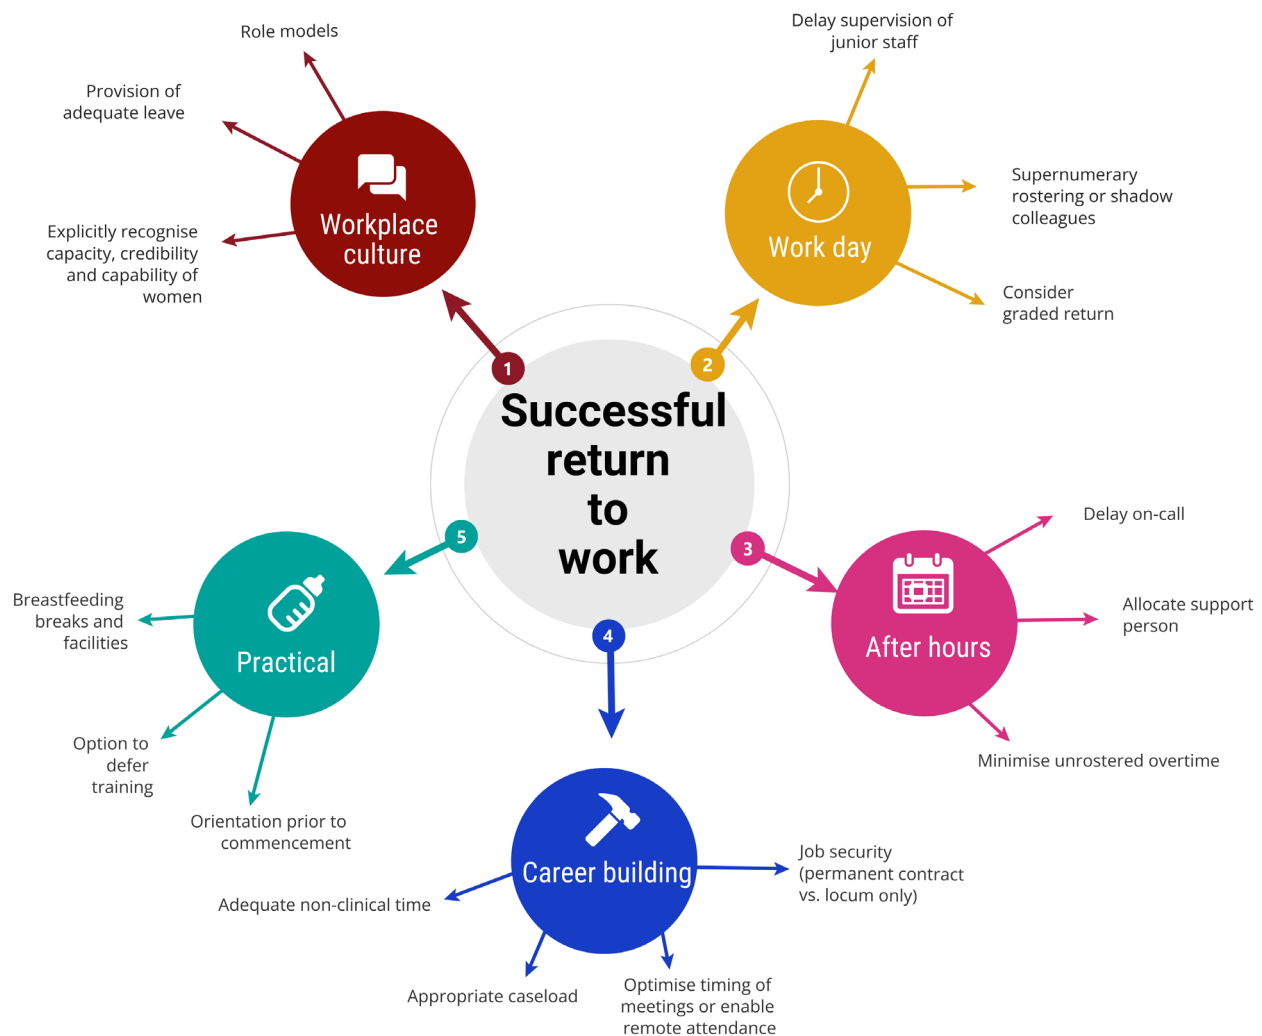 Successful
return
to
work
1
Workplace
culture
Role models
Provision of
adequate leave
Explicitly recognise
capacity, credibility
and capability of
women
2
Work day
Delay supervision of
junior staff
Supernumerary
rostering or shadow
colleagues
Consider
graded return
3
After hours
Delay on-call
Allocate support
person
Minimise unrostered overtime
4
Career building
Job security
(permanent contract
vs. locum only)
Optimise timing of
meetings or enable
remote attendance
Appropriate caseload
Adequate non-clinical time
5
Practical
Breastfeeding
breaks and
facilities
Option to
defer
training
Orientation prior to
commencement